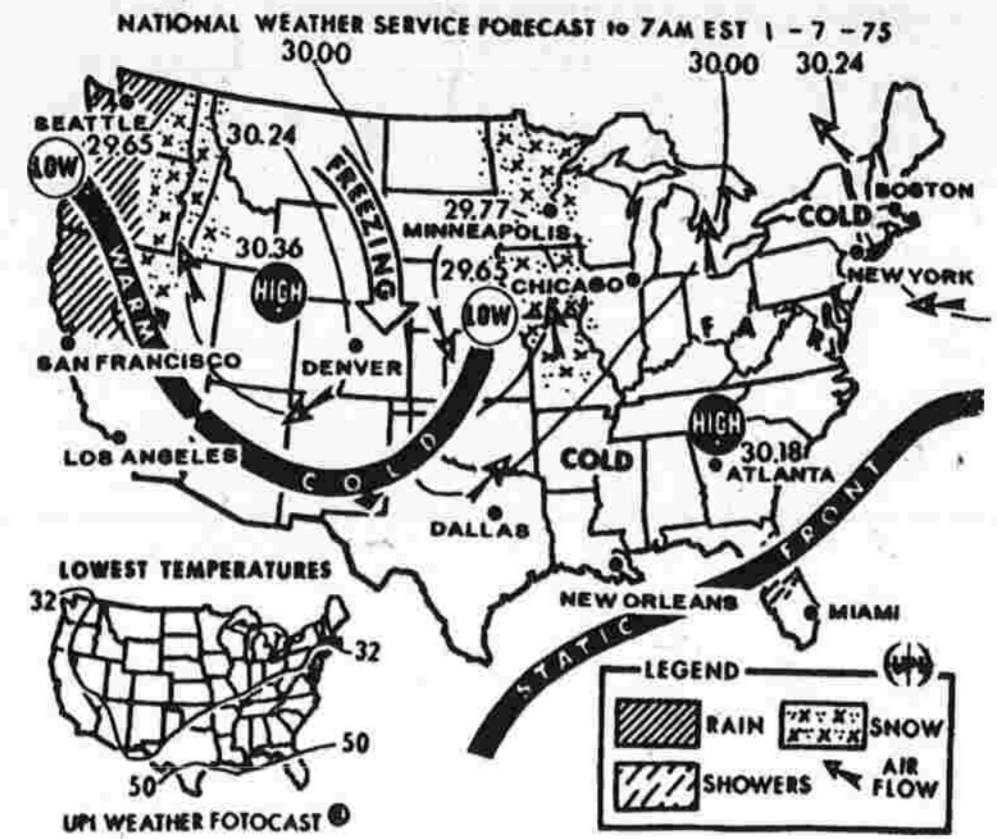 NATIONAL WEATHER SERVICE FORECAST to 7AM EST 1 - 7 - 75
30.00
30.00
30.24
SEATTLE
29.65
LOW
30.24
FREEZING
29.77
MINNEAPOLIS
BOSTON
COLD
NEW YORK
30.36
HIGH
29.65
LOW
CHICAGO
WARM
FAIR
SAN FRANCISCO
DENVER
HIGH
30.18
ATLANTA
LOS ANGELES
COLD
COLD
DALLAS
NEW ORLEANS
MIAMI
STATIC FRONT
LOWEST TEMPERATURES
32
32
50
50
UPI WEATHER FOTOCAST ©
LEGEND
UPI
RAIN
SNOW
SHOWERS
AIR
FLOW